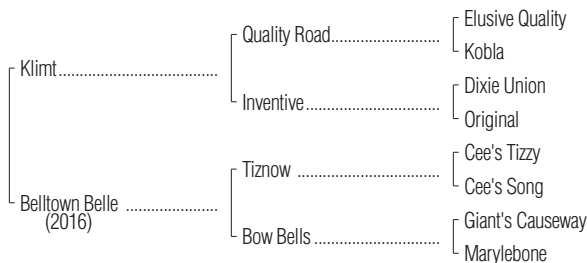 Elusive Quality
Quality Road
Kobla
Klimt
Dixie Union
Inventive
Original
Cee's Tizzy
Tiznow
Cee's Song
Belltown Belle
(2016)
Giant's Causeway
Bow Bells
Marylebone